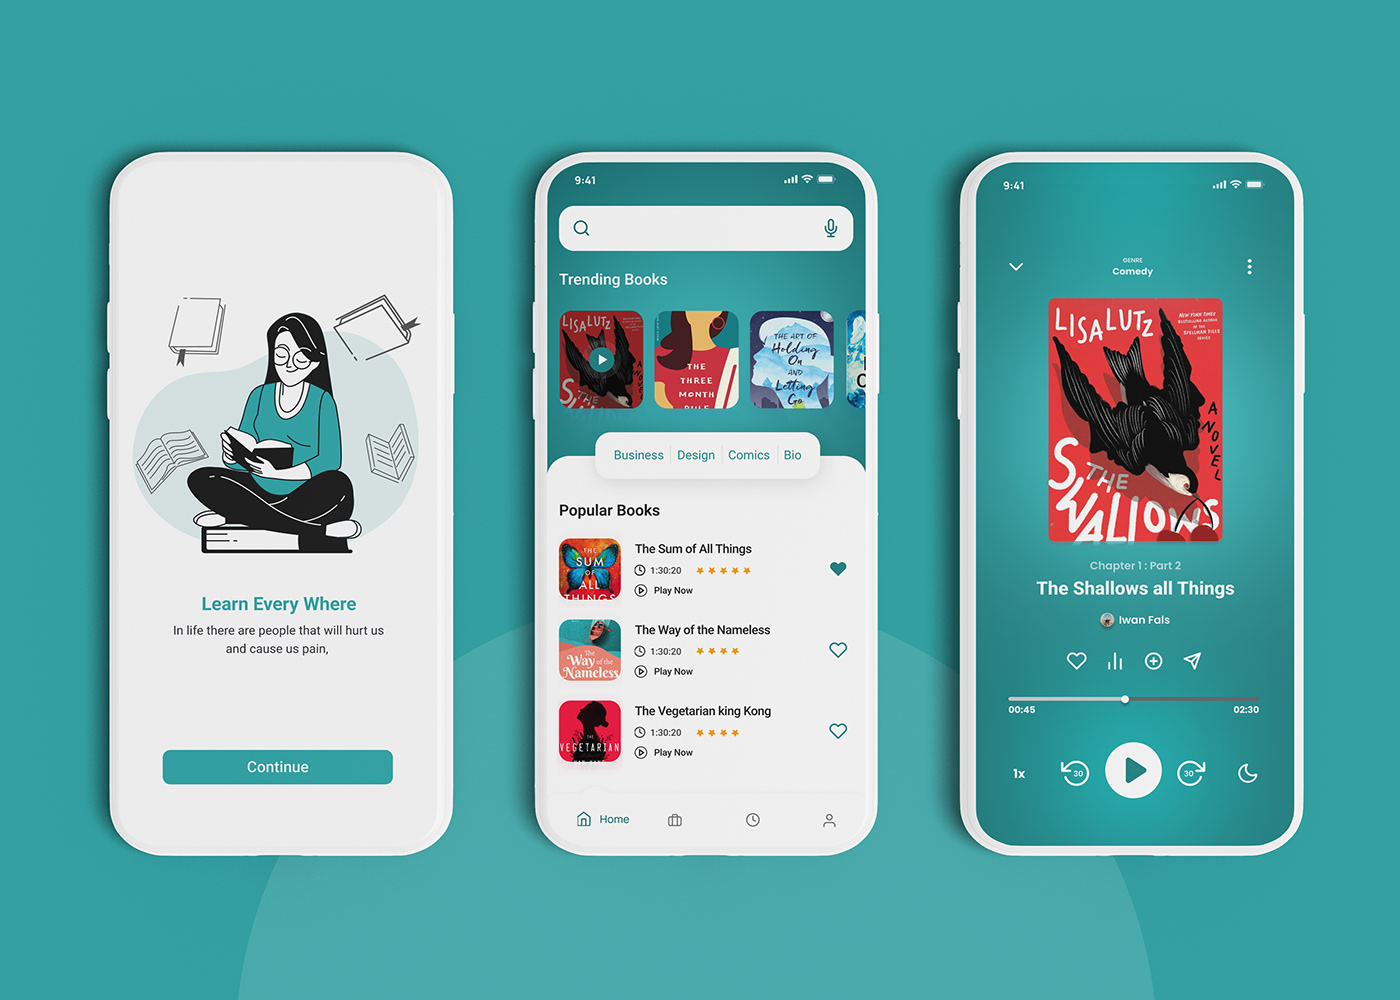 Learn Every Where
In life there are people that will hurt us
and cause us pain,
Continue
9:41
Trending Books
LISA LUTZ
A NOVEL
THE
SWALLOWS
THE
THREE
MONTH
RULE
THE ART OF
Holding
On
AND
Letting
Go
Business
Design
Comics
Bio
Popular Books
THE
SUM
OF
ALL
THINGS
The Sum of All Things
1:30:20
Play Now
The
Way of the
Nameless
The Way of the Nameless
1:30:20
Play Now
THE
VEGETARIAN
The Vegetarian king Kong
1:30:20
Play Now
Home
9:41
GENRE
Comedy
LISA LUTZ
NEW YORK TIMES
BESTSELLING AUTHOR
OF THE
SPELLMAN FILES
SERIES
A NOVEL
THE
SWALLOWS
Chapter 1 : Part 2
The Shallows all Things
Iwan Fals
00:45
02:30
1x
30
30